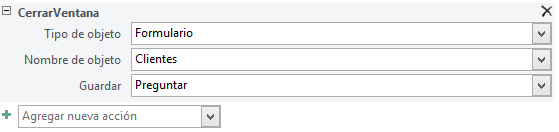 CerrarVentana
Tipo de objeto Formulario
Nombre de objeto Clientes
Guardar Preguntar
Agregar nueva acción